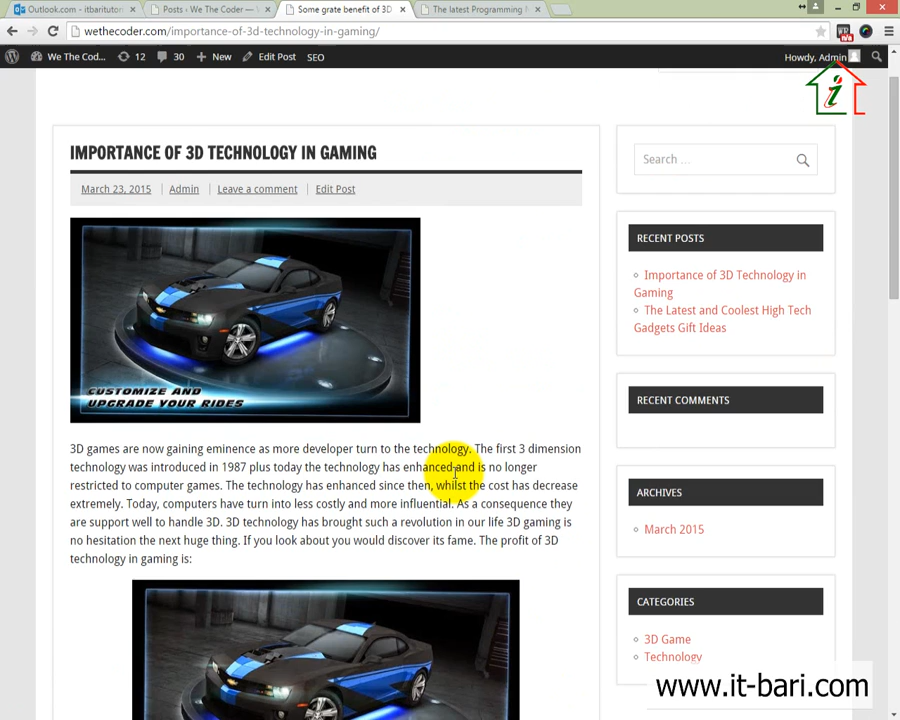 Outlook.com - itbaritutori
Posts ‹ We The Coder —
Some grate benefit of 3D
The latest Programming N
wethecoder.com/importance-of-3d-technology-in-gaming/
We The Cod... 12 30 New Edit Post SEO Howdy, Admin
i
IMPORTANCE OF 3D TECHNOLOGY IN GAMING
March 23, 2015 Admin Leave a comment Edit Post
CUSTOMIZE AND
UPGRADE YOUR RIDES
3D games are now gaining eminence as more developer turn to the technology. The first 3 dimension
technology was introduced in 1987 plus today the technology has enhanced and is no longer
restricted to computer games. The technology has enhanced since then, whilst the cost has decrease
extremely. Today, computers have turn into less costly and more influential. As a consequence they
are support well to handle 3D. 3D technology has brought such a revolution in our life 3D gaming is
no hesitation the next huge thing. If you look about you would discover its fame. The profit of 3D
technology in gaming is:
Search ...
RECENT POSTS
Importance of 3D Technology in
Gaming
The Latest and Coolest High Tech
Gadgets Gift Ideas
RECENT COMMENTS
ARCHIVES
March 2015
CATEGORIES
3D Game
Technology
www.it-bari.com